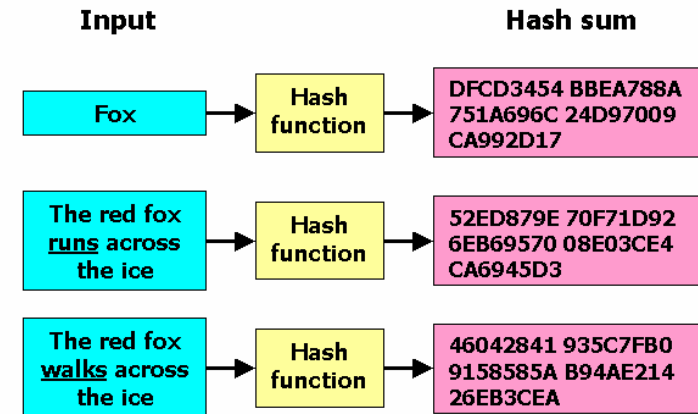 Input
Hash sum
Fox
Hash
function
DFCD3454 BBEA788A
751A696C 24D97009
CA992D17
The red fox
runs across
the ice
Hash
function
52ED879E 70F71D92
6EB69570 08E03CE4
CA6945D3
The red fox
walks across
the ice
Hash
function
46042841 935C7FB0
9158585A B94AE214
26EB3CEA